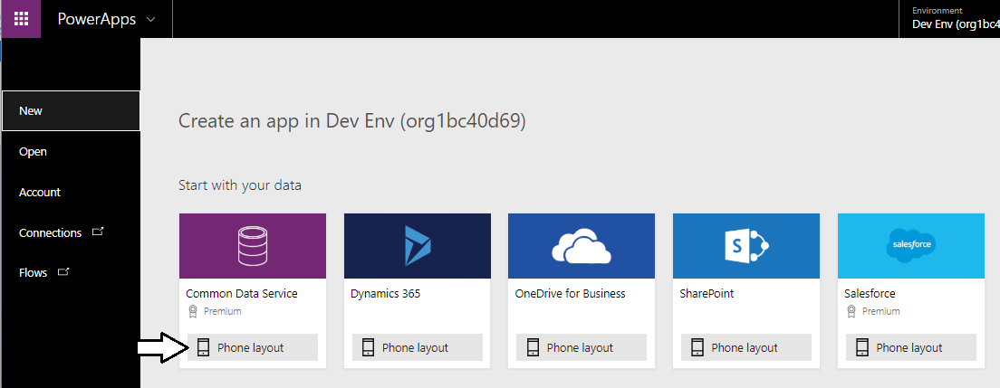 PowerApps
Environment
Dev Env (org1bc4
New
Open
Account
Connections
Flows
Create an app in Dev Env (org1bc40d69)
Start with your data
salesforce
Common Data Service
Premium
Phone layout
Dynamics 365
Phone layout
OneDrive for Business
Phone layout
S
SharePoint
Phone layout
Salesforce
Premium
Phone layout